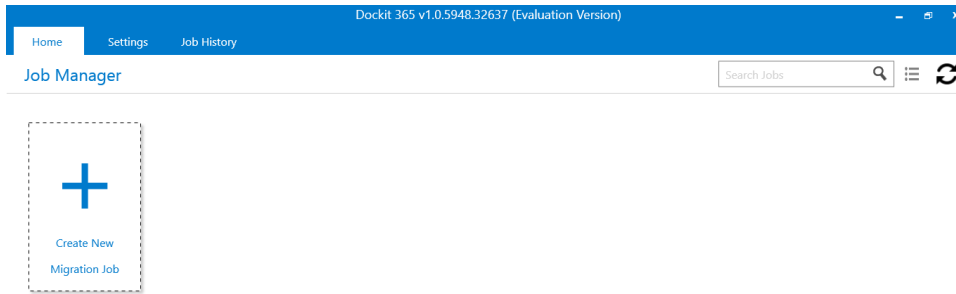 Dockit 365 v1.0.5948.32637 (Evaluation Version)
Home Settings Job History
Job Manager
Search Jobs
Create New
Migration Job